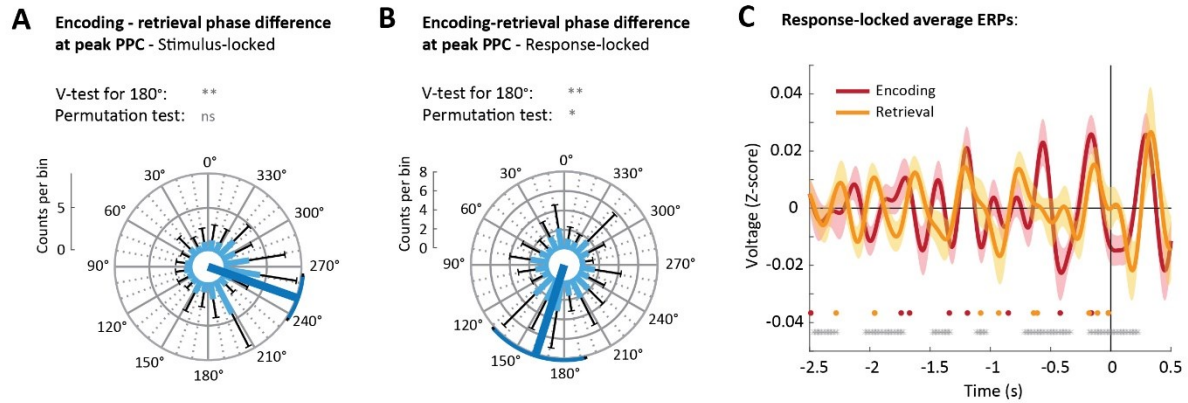 A
Encoding - retrieval phase difference
at peak PPC - Stimulus-locked
V-test for 180°: **
Permutation test: ns
Counts per bin
5
0
0°
30°
330°
60°
300°
90°
270°
120°
240°
150°
210°
180°
B
Encoding-retrieval phase difference
at peak PPC - Response-locked
V-test for 180°: **
Permutation test: *
Counts per bin
8
6
4
2
0
0°
30°
330°
60°
300°
90°
270°
120°
240°
150°
210°
180°
C
Response-locked average ERPs:
Encoding
Retrieval
Voltage (Z-score)
0.04
0.02
0
-0.02
-0.04
-2.5 -2 -1.5 -1 -0.5 0 0.5
Time (s)